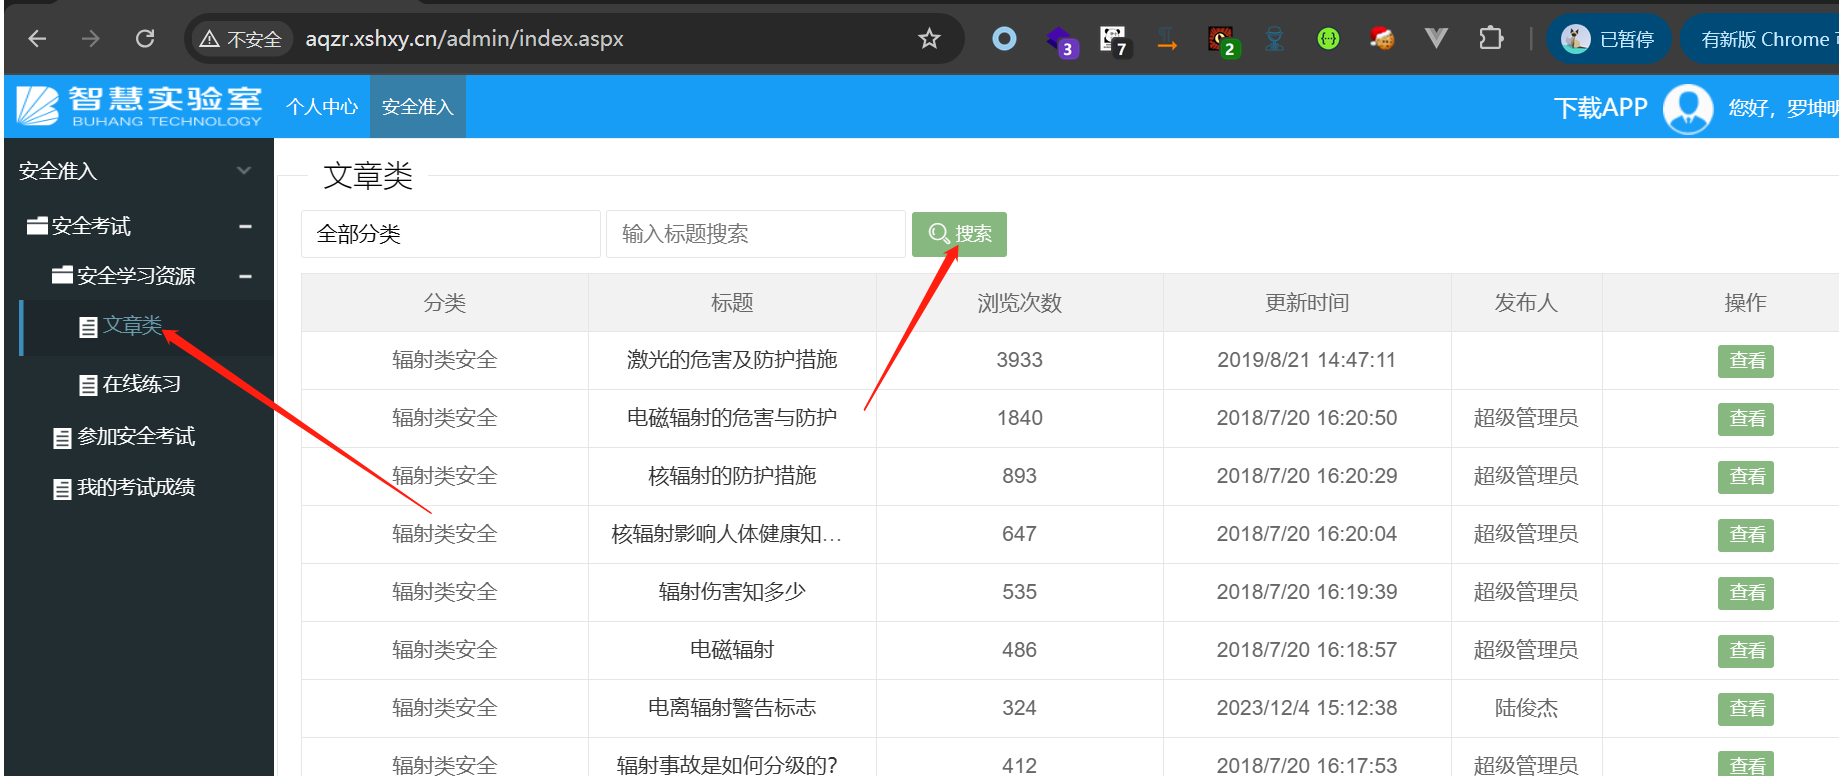 不安全 aqzr.xshxy.cn/admin/index.aspx 3 7 2 已暂停 有新版 Chrome
智慧实验室 BUHANG TECHNOLOGY 个人中心 安全准入 下载APP 您好，罗坤
安全准入
安全考试
安全学习资源
文章类
在线练习
参加安全考试
我的考试成绩
文章类
全部分类 输入标题搜索 搜索
分类 标题 浏览次数 更新时间 发布人 操作
辐射类安全 激光的危害及防护措施 3933 2019/8/21 14:47:11 查看
辐射类安全 电磁辐射的危害与防护 1840 2018/7/20 16:20:50 超级管理员 查看
辐射类安全 核辐射的防护措施 893 2018/7/20 16:20:29 超级管理员 查看
辐射类安全 核辐射影响人体健康知... 647 2018/7/20 16:20:04 超级管理员 查看
辐射类安全 辐射伤害知多少 535 2018/7/20 16:19:39 超级管理员 查看
辐射类安全 电磁辐射 486 2018/7/20 16:18:57 超级管理员 查看
辐射类安全 电离辐射警告标志 324 2023/12/4 15:12:38 陆俊杰 查看
辐射类安全 辐射事故是如何分级的? 412 2018/7/20 16:17:53 超级管理员 查看